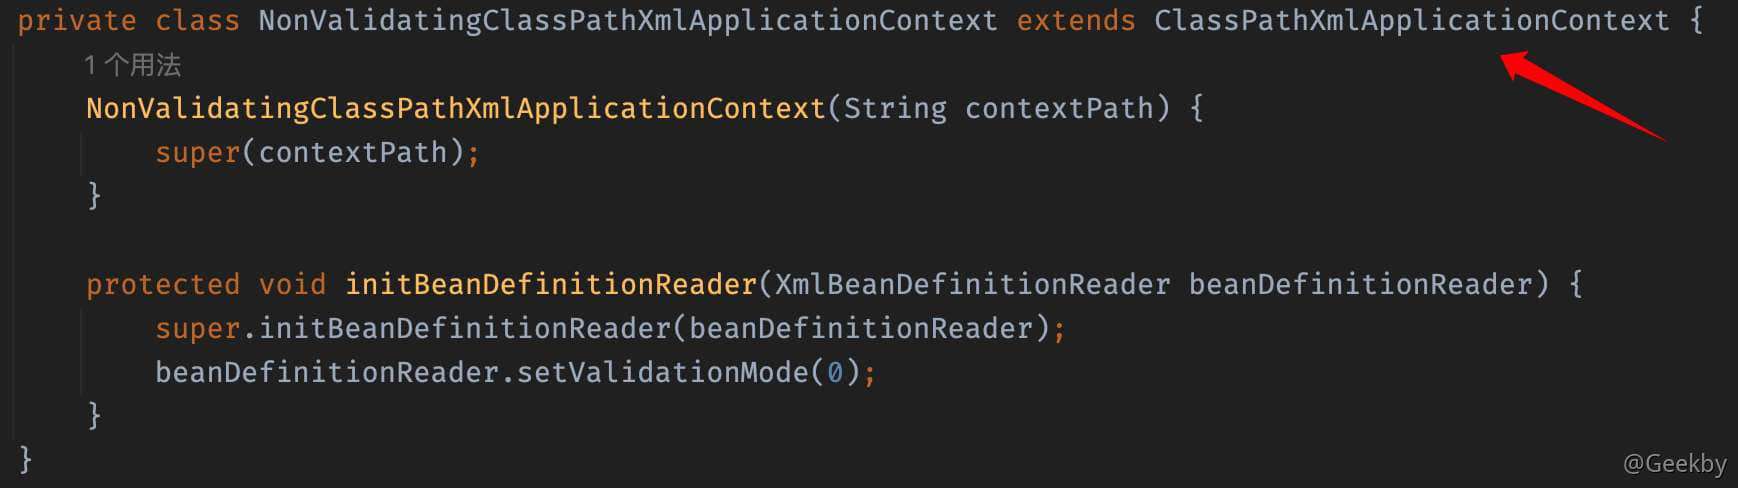 private class NonValidatingClassPathXmlApplicationContext extends ClassPathXmlApplicationContext {
1 个用法
NonValidatingClassPathXmlApplicationContext(String contextPath) {
super(contextPath);
}
protected void initBeanDefinitionReader(XmlBeanDefinitionReader beanDefinitionReader) {
super.initBeanDefinitionReader(beanDefinitionReader);
beanDefinitionReader.setValidationMode(0);
}
}
@Geekby